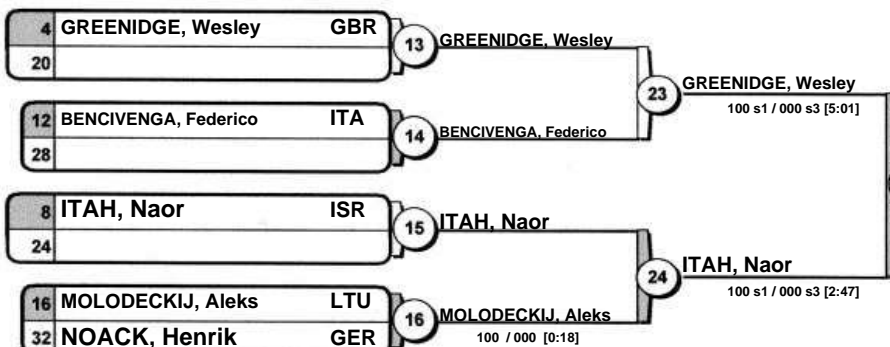 4 GREENIDGE, Wesley GBR
20
13
GREENIDGE, Wesley
12 BENCIVENGA, Federico ITA
28
14
BENCIVENGA, Federico
23
GREENIDGE, Wesley
100 s1 / 000 s3 [5:01]
8 ITAH, Naor ISR
24
15
ITAH, Naor
16 MOLODECKIJ, Aleks LTU
32 NOACK, Henrik GER
16
MOLODECKIJ, Aleks
100 / 000 [0:18]
24
ITAH, Naor
100 s1 / 000 s3 [2:47]